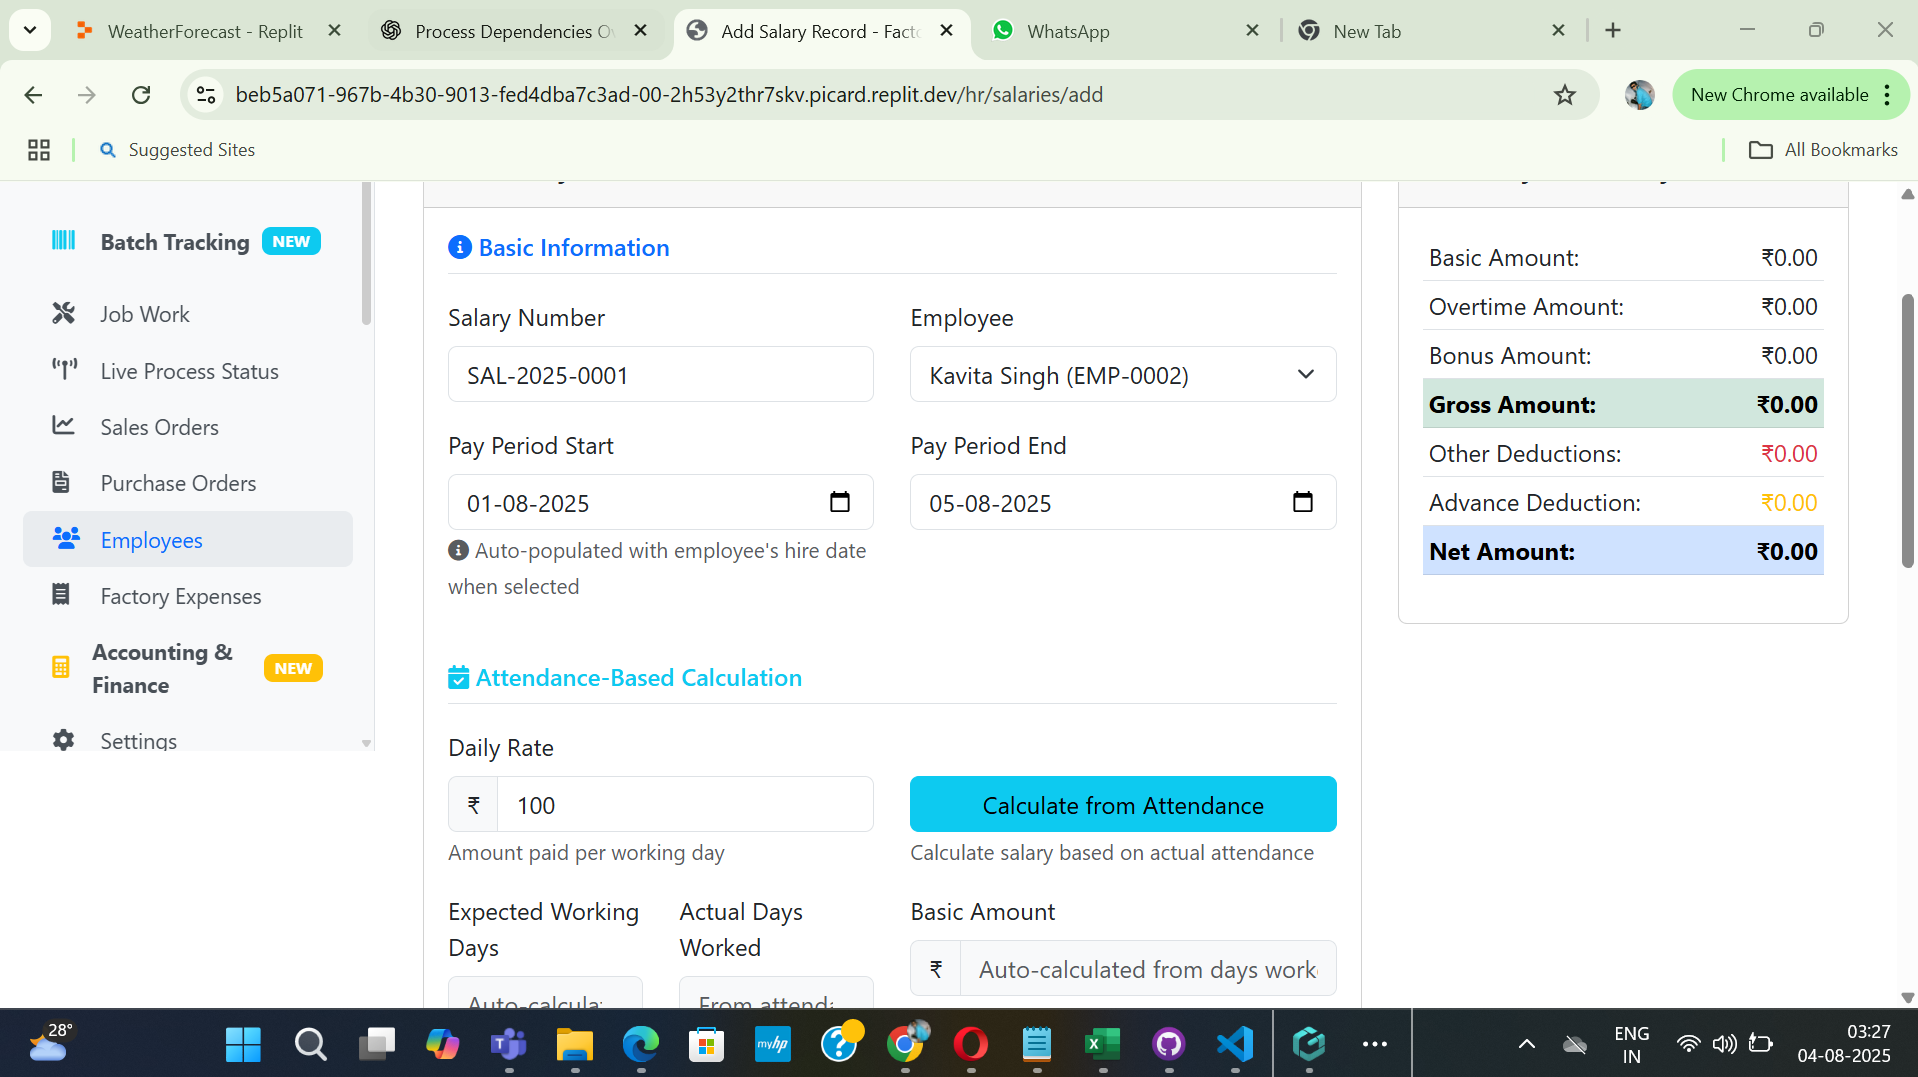 WeatherForecast - Replit
Process Dependencies Ov
Add Salary Record - Facto
WhatsApp
New Tab
beb5a071-967b-4b30-9013-fed4dba7c3ad-00-2h53y2thr7skv.picard.replit.dev/hr/salaries/add
New Chrome available
Suggested Sites
All Bookmarks
Batch Tracking NEW
Job Work
Live Process Status
Sales Orders
Purchase Orders
Employees
Factory Expenses
Accounting &
Finance
NEW
Settings
Basic Information
Salary Number
Employee
SAL-2025-0001
Kavita Singh (EMP-0002)
Pay Period Start
Pay Period End
01-08-2025
05-08-2025
Auto-populated with employee's hire date
when selected
Attendance-Based Calculation
Daily Rate
₹ 100
Calculate from Attendance
Amount paid per working day
Calculate salary based on actual attendance
Expected Working
Days
Actual Days
Worked
Basic Amount
₹ Auto-calculated from days work
Auto-calcula
From attenda
Basic Amount: ₹0.00
Overtime Amount: ₹0.00
Bonus Amount: ₹0.00
Gross Amount: ₹0.00
Other Deductions: ₹0.00
Advance Deduction: ₹0.00
Net Amount: ₹0.00
28°
myhp
ENG
IN
03:27
04-08-2025